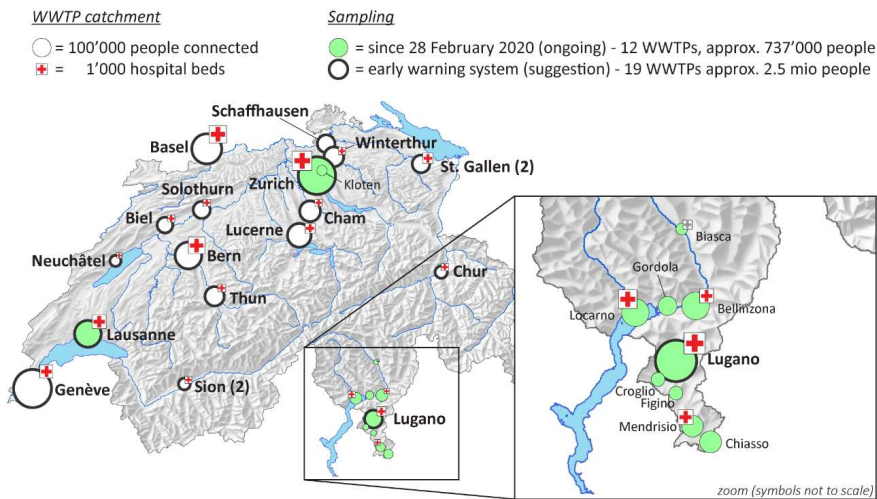 WWTP catchment
= 100’000 people connected
= 1’000 hospital beds
Sampling
= since 28 February 2020 (ongoing) - 12 WWTPs, approx. 737’000 people
= early warning system (suggestion) - 19 WWTPs approx. 2.5 mio people
Schaffhausen
Basel
Winterthur
St. Gallen (2)
Zurich
Kloten
Solothurn
Biel
Cham
Lucerne
Neuchâtel
Bern
Chur
Thun
Lausanne
Genève
Sion (2)
Lugano
Biasca
Gordola
Locarno
Bellinzona
Lugano
Croglio
Figino
Mendrisio
Chiasso
zoom (symbols not to scale)